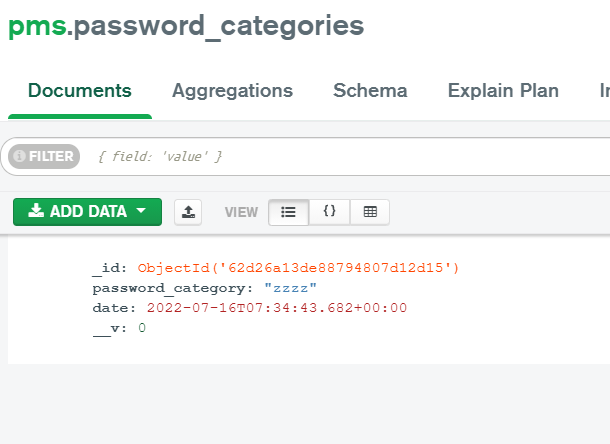 pms.password_categories
Documents Aggregations Schema Explain Plan
FILTER { field: 'value' }
ADD DATA VIEW {}
_id: ObjectId('62d26a13de88794807d12d15')
password_category: "zzzz"
date: 2022-07-16T07:34:43.682+00:00
__v: 0